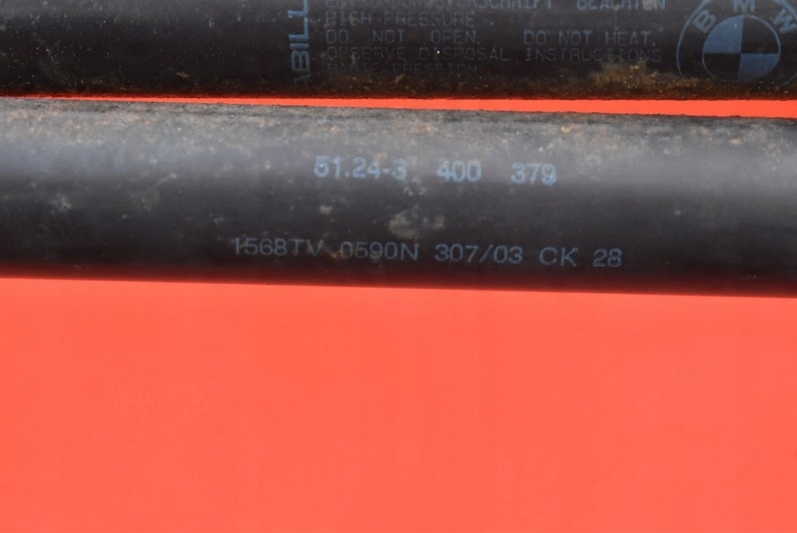 HIGH PRESSURE
DO NOT OPEN. DO NOT HEAT.
OBSERVE DISPOSAL INSTRUCTIONS
BMW
51.24-3 400 379
1568TV 0590N 307/03 CK 28